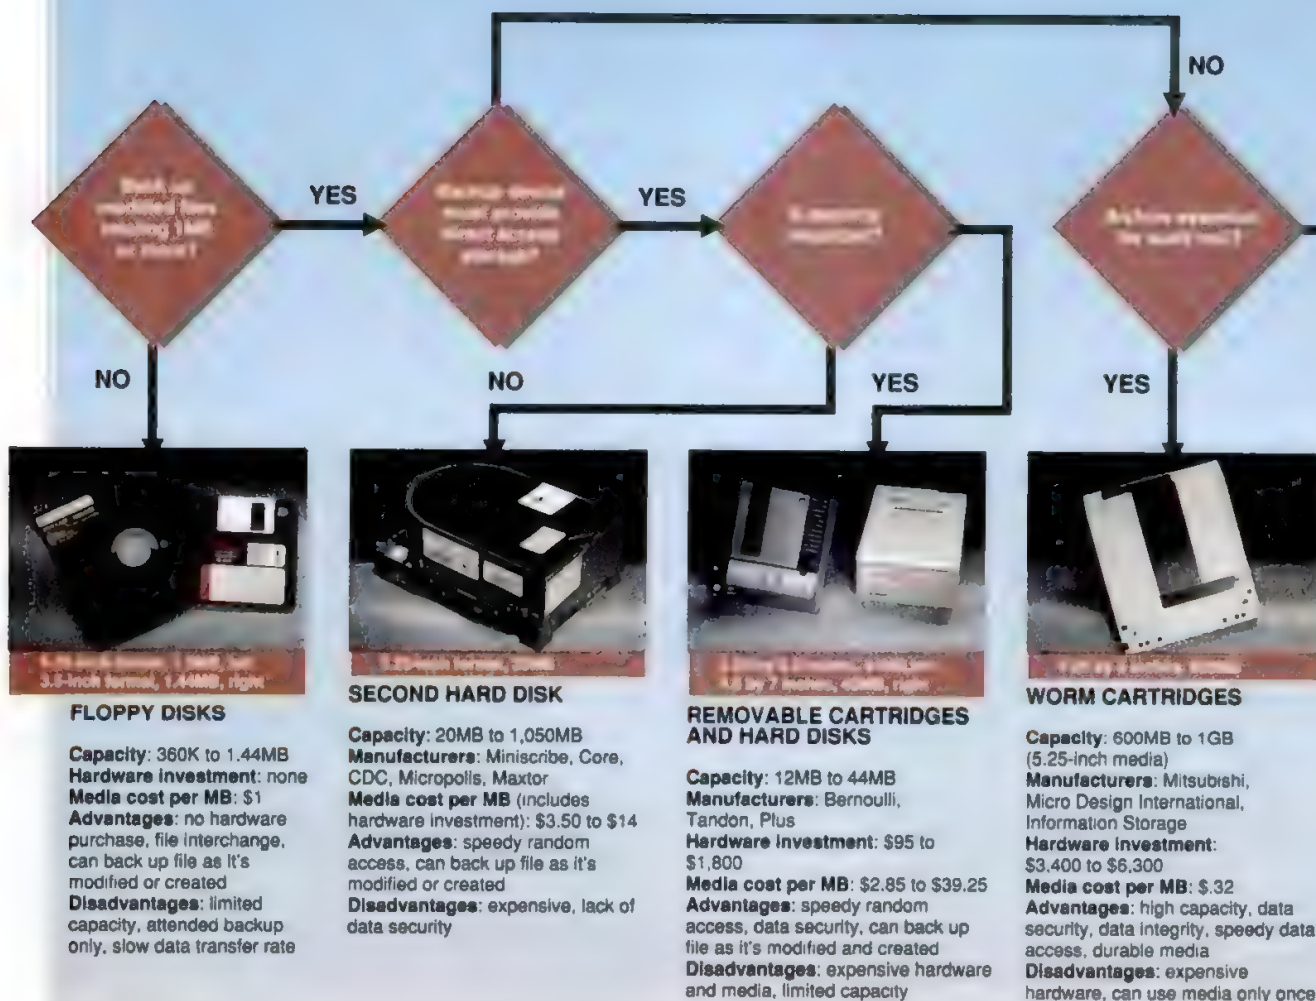 NO
YES
YES
NO
NO
YES
YES
3.5-inch format, 1.44MB, right
FLOPPY DISKS
Capacity: 360K to 1.44MB
Hardware investment: none
Media cost per MB: $1
Advantages: no hardware
purchase, file interchange,
can back up file as it's
modified or created
Disadvantages: limited
capacity, attended backup
only, slow data transfer rate
SECOND HARD DISK
Capacity: 20MB to 1,050MB
Manufacturers: Miniscribe, Core,
CDC, Micropolis, Maxtor
Media cost per MB (includes
hardware investment): $3.50 to $14
Advantages: speedy random
access, can back up file as it's
modified or created
Disadvantages: expensive, lack of
data security
REMOVABLE CARTRIDGES
AND HARD DISKS
Capacity: 12MB to 44MB
Manufacturers: Bernoulli,
Tandon, Plus
Hardware investment: $95 to
$1,800
Media cost per MB: $2.85 to $39.25
Advantages: speedy random
access, data security, can back up
file as it's modified and created
Disadvantages: expensive hardware
and media, limited capacity
WORM CARTRIDGES
Capacity: 600MB to 1GB
(5.25-inch media)
Manufacturers: Mitsubishi,
Micro Design International,
Information Storage
Hardware investment:
$3,400 to $6,300
Media cost per MB: $.32
Advantages: high capacity, data
security, data integrity, speedy data
access, durable media
Disadvantages: expensive
hardware, can use media only once